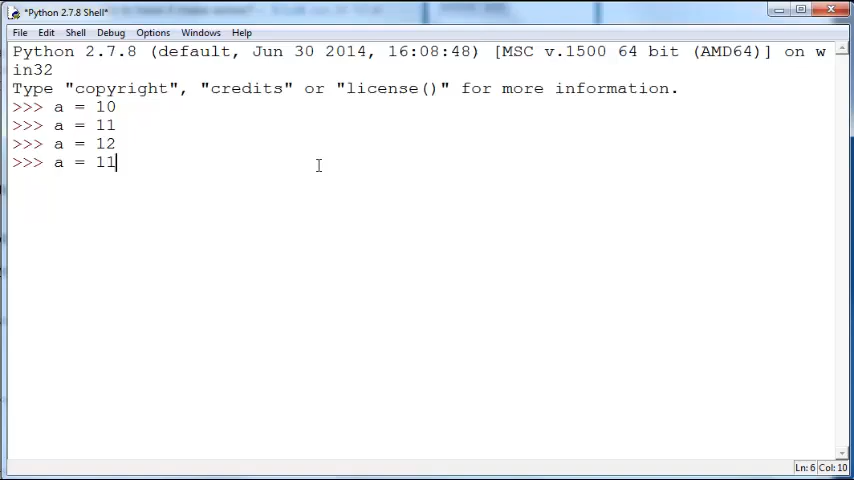 *Python 2.7.8 Shell*
File Edit Shell Debug Options Windows Help
Python 2.7.8 (default, Jun 30 2014, 16:08:48) [MSC v.1500 64 bit (AMD64)] on w
in32
Type "copyright", "credits" or "license()" for more information.
>>> a = 10
>>> a = 11
>>> a = 12
>>> a = 11
Ln: 6 Col: 10